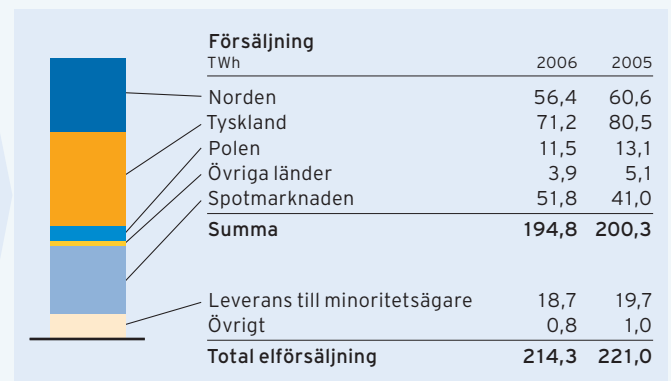 Försäljning
TWh 2006 2005
Norden 56,4 60,6
Tyskland 71,2 80,5
Polen 11,5 13,1
Övriga länder 3,9 5,1
Spotmarknaden 51,8 41,0
Summa 194,8 200,3
Leverans till minoritetsägare 18,7 19,7
Övrigt 0,8 1,0
Total elförsäljning 214,3 221,0